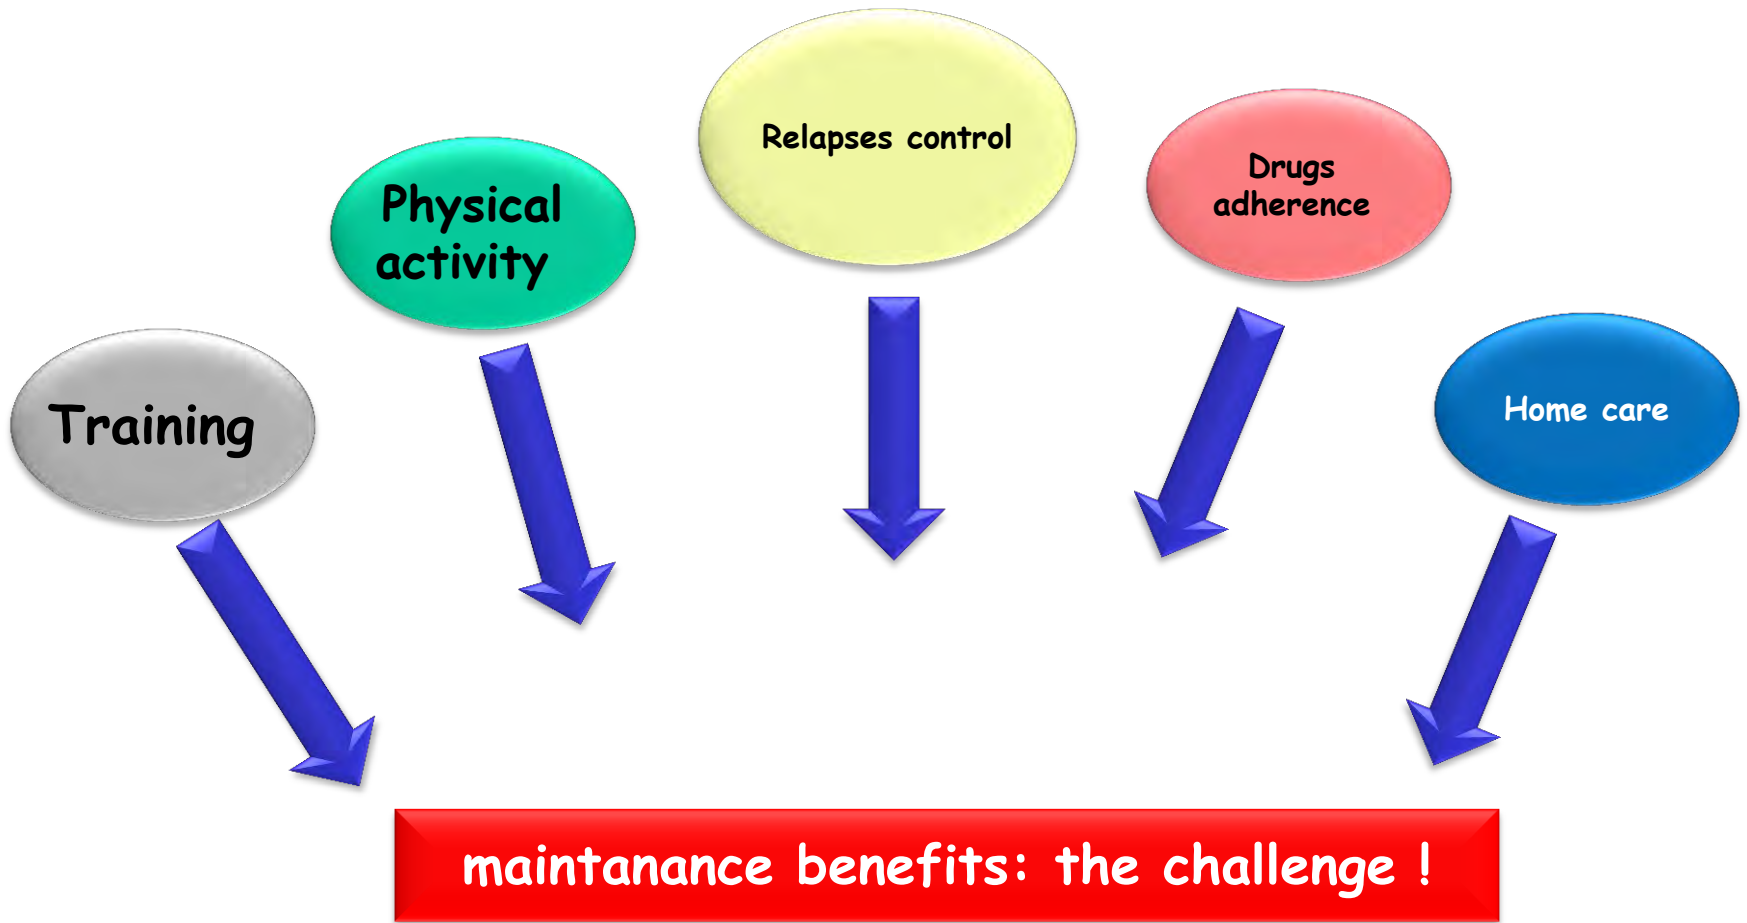 Relapses control
Drugs
adherence
Physical
activity
Training
Home care
maintanance benefits: the challenge !